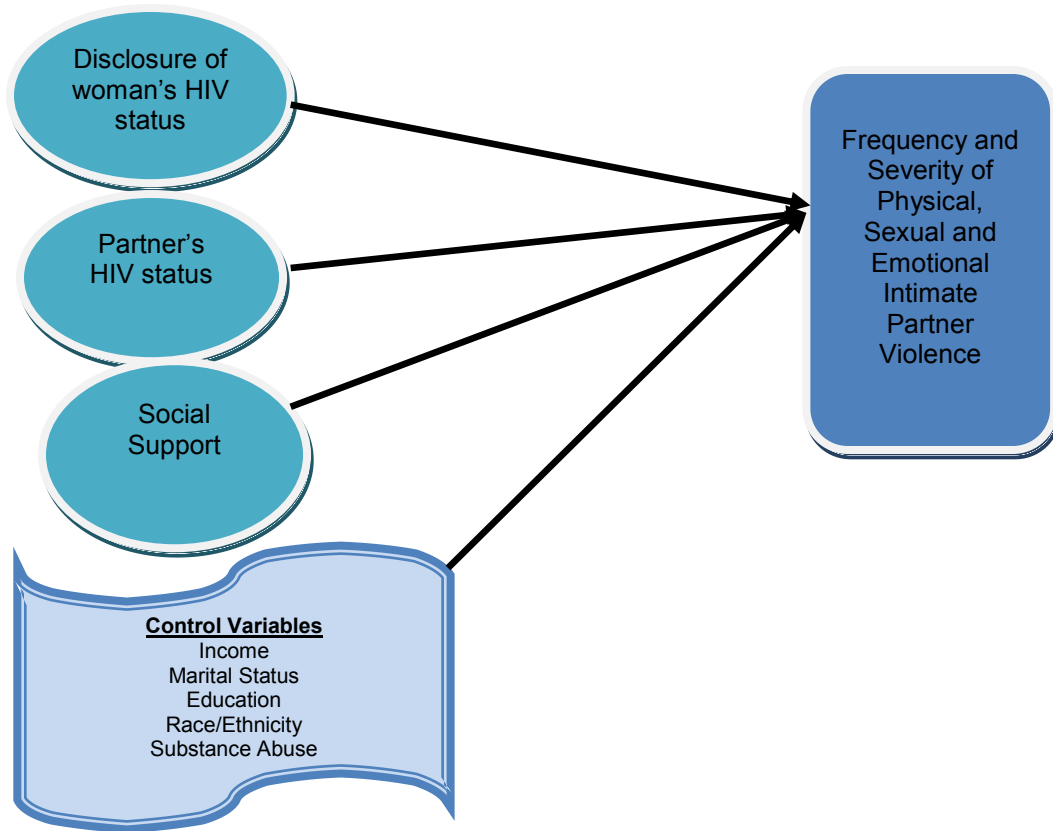 Disclosure of
woman's HIV
status
Partner's
HIV status
Social
Support
Control Variables
Income
Marital Status
Education
Race/Ethnicity
Substance Abuse
Frequency and
Severity of
Physical,
Sexual and
Emotional
Intimate
Partner
Violence